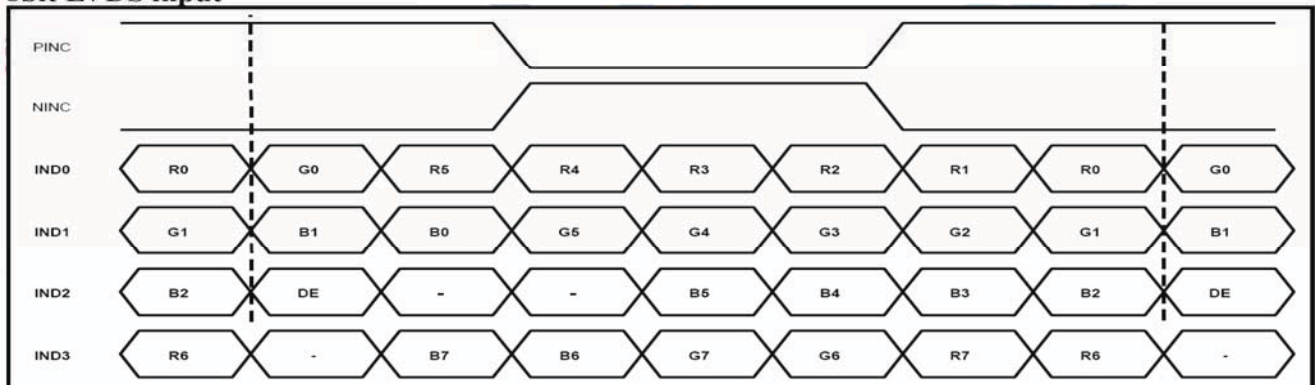 PINC
NINC
IND0 R0 G0 R5 R4 R3 R2 R1 R0 G0
IND1 G1 B1 B0 G5 G4 G3 G2 G1 B1
IND2 B2 DE - - B5 B4 B3 B2 DE
IND3 R6 - B7 B6 G7 G6 R7 R6 -